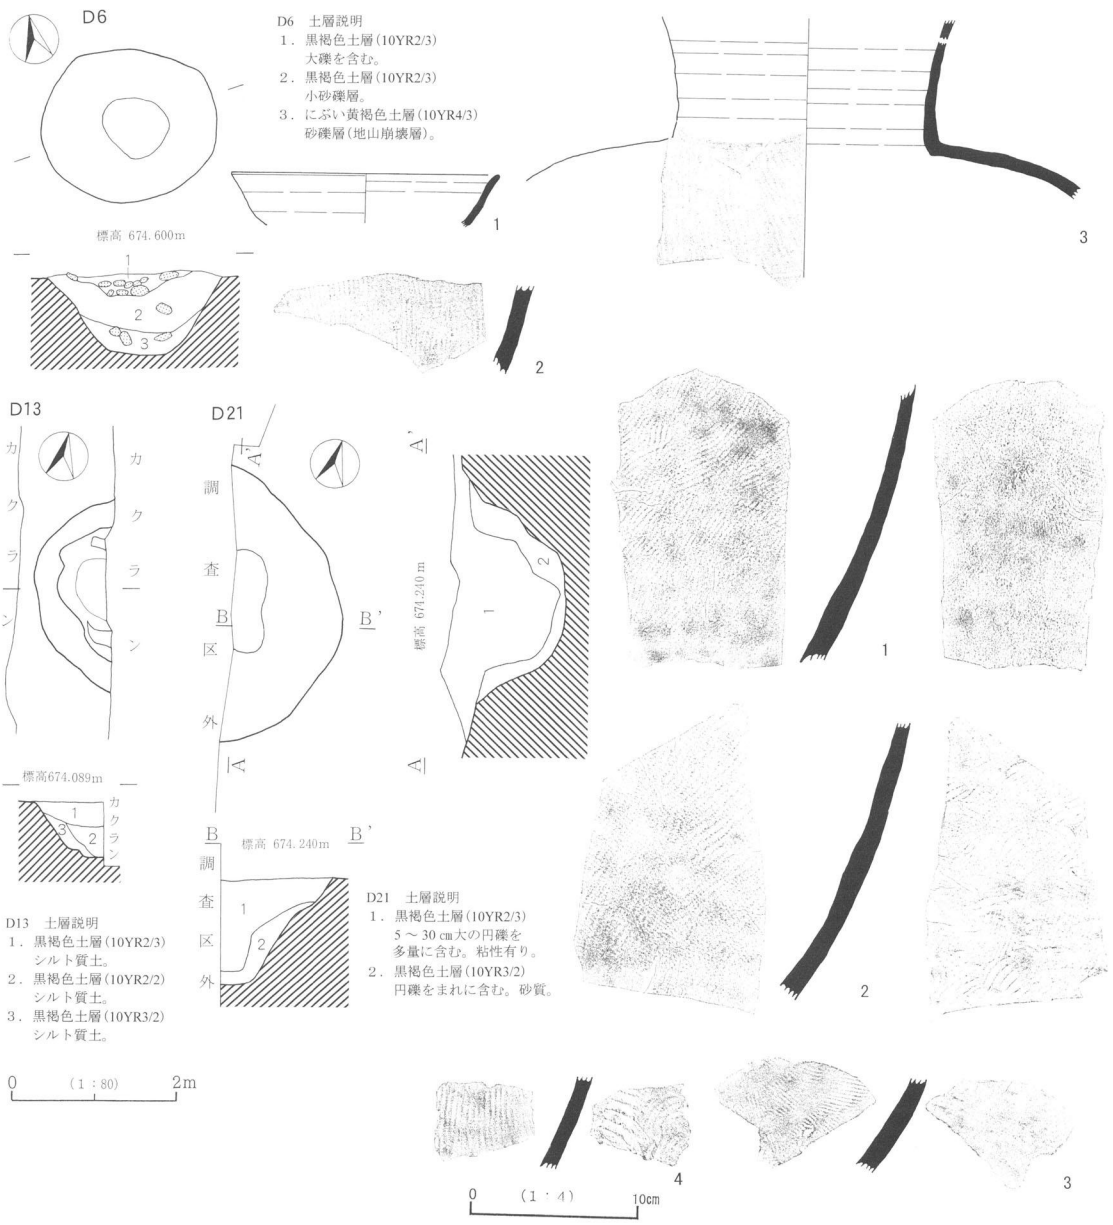 D6
D6 土層説明
1. 黒褐色土層(10YR2/3)
大礫を含む。
2. 黒褐色土層(10YR2/3)
小砂礫層。
3. にぶい黄褐色土層(10YR4/3)
砂礫層(地山崩壊層)。
1
3
標高 674.600m
1
2
3
2
D13
カクラン
カクラン
D21
調査区外
A'
B
B'
A
A'
標高 674.240m
1
2
A
1
標高674.089m
1
2
3
カクラン
B
標高 674.240m
B'
調査区外
1
2
D13 土層説明
1. 黒褐色土層(10YR2/3)
シルト質土。
2. 黒褐色土層(10YR2/2)
シルト質土。
3. 黒褐色土層(10YR3/2)
シルト質土。
D21 土層説明
1. 黒褐色土層(10YR2/3)
5~30㎝大の円礫を
多量に含む。粘性有り。
2. 黒褐色土層(10YR3/2)
円礫をまれに含む。砂質。
2
0 (1:80) 2m
4
3
0 (1:4) 10cm